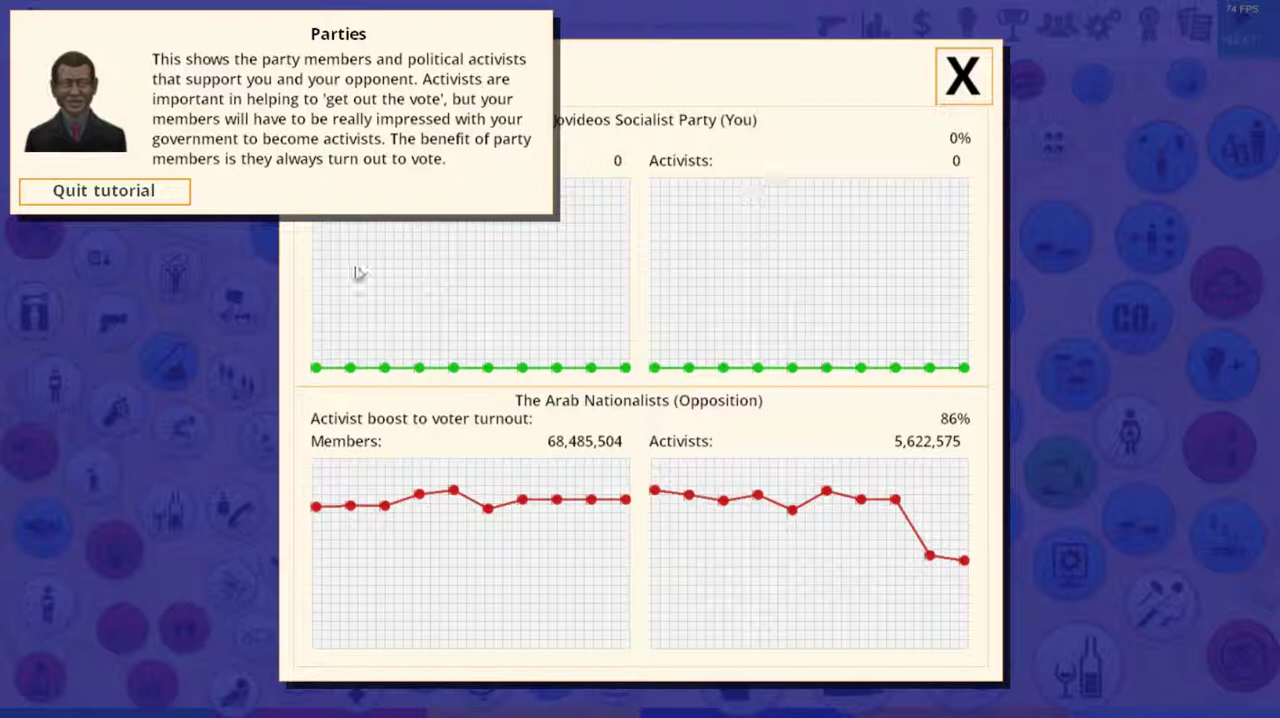 74 FPS
Parties
This shows the party members and political activists
that support you and your opponent. Activists are
important in helping to 'get out the vote', but your
members will have to be really impressed with your
government to become activists. The benefit of party
members is they always turn out to vote.
Quit tutorial
NEXT
X
ovideos Socialist Party (You)
0%
0 Activists: 0
The Arab Nationalists (Opposition)
Activist boost to voter turnout: 86%
Members: 68,485,504 Activists: 5,622,575
CO₂